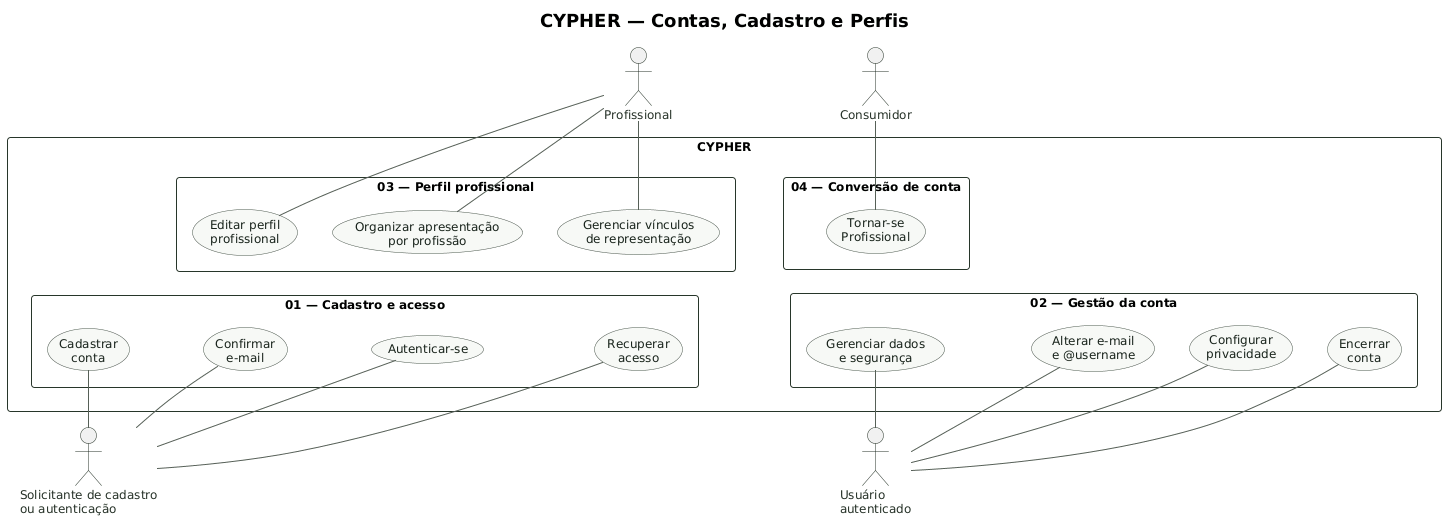 CYPHER — Contas, Cadastro e Perfis
Profissional
Consumidor
CYPHER
03 — Perfil profissional
Editar perfil
profissional
Organizar apresentação
por profissão
Gerenciar vínculos
de representação
04 — Conversão de conta
Tornar-se
Profissional
01 — Cadastro e acesso
Cadastrar
conta
Confirmar
e-mail
Autenticar-se
Recuperar
acesso
02 — Gestão da conta
Gerenciar dados
e segurança
Alterar e-mail
e @username
Configurar
privacidade
Encerrar
conta
Solicitante de cadastro
ou autenticação
Usuário
autenticado